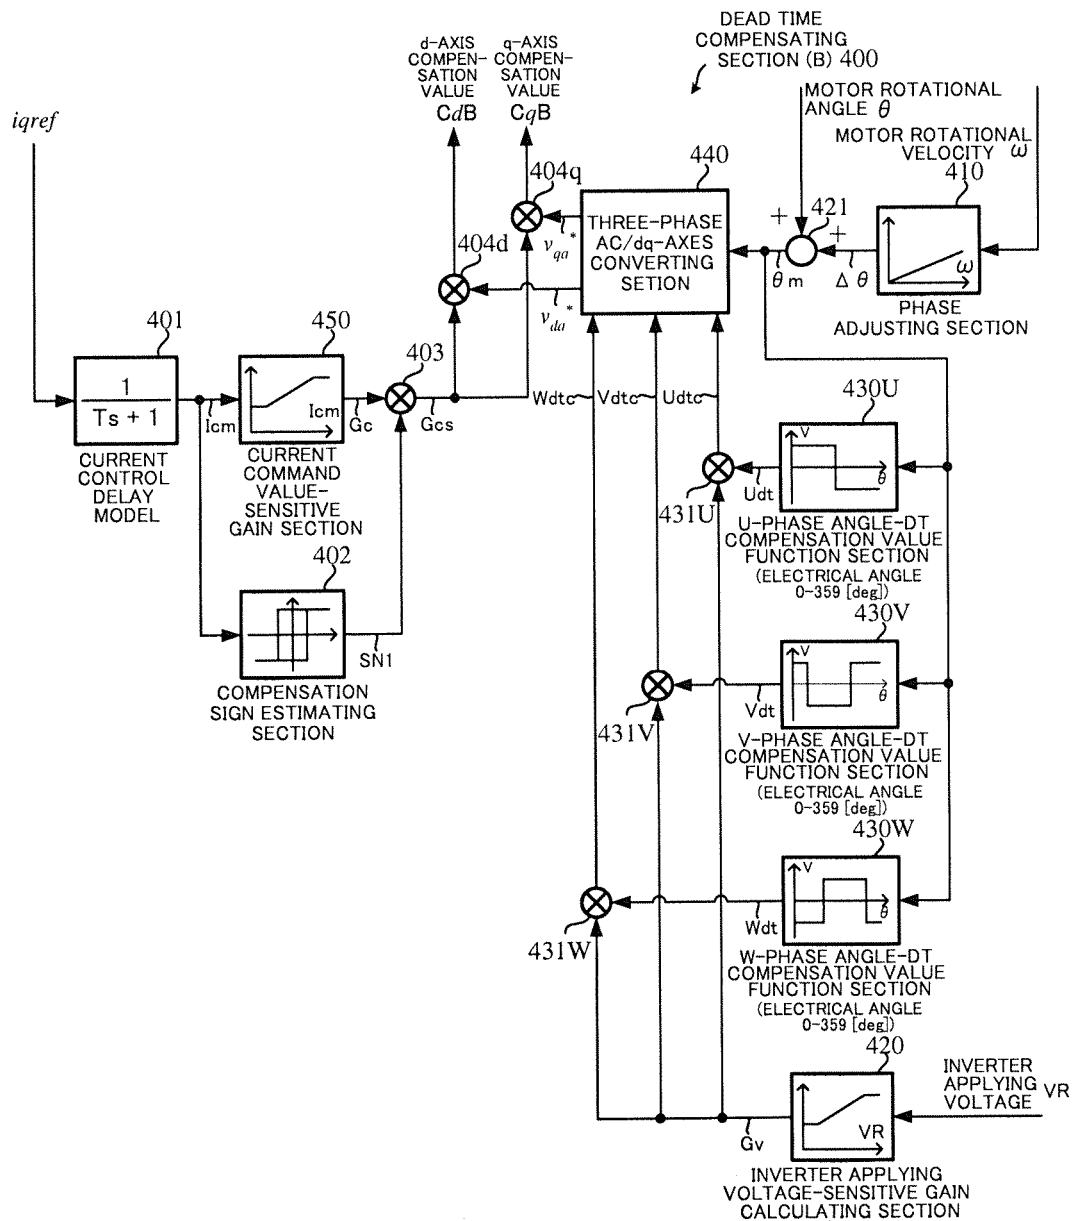 DEAD TIME
COMPENSATING
SECTION (B) 400
d-AXIS
COMPEN-
SATION
VALUE
CdB
q-AXIS
COMPEN-
SATION
VALUE
CqB
iqref
MOTOR ROTATIONAL
ANGLE θ
MOTOR ROTATIONAL
VELOCITY ω
440
404q
404d
THREE-PHASE
AC/dq-AXES
CONVERTING
SETION
vqa*
vda*
+
421
+
θm
Δθ
410
ω
PHASE
ADJUSTING SECTION
401
1
Ts + 1
CURRENT
CONTROL
DELAY
MODEL
Icm
450
Icm
CURRENT
COMMAND
VALUE-
SENSITIVE
GAIN SECTION
Gc
403
Gcs
402
SN1
COMPENSATION
SIGN ESTIMATING
SECTION
Wdtc
Vdtc
Udtc
430U
V
θ
Udt
431U
U-PHASE ANGLE-DT
COMPENSATION VALUE
FUNCTION SECTION
(ELECTRICAL ANGLE
0-359 [deg])
430V
V
θ
Vdt
431V
V-PHASE ANGLE-DT
COMPENSATION VALUE
FUNCTION SECTION
(ELECTRICAL ANGLE
0-359 [deg])
430W
V
θ
Wdt
431W
W-PHASE ANGLE-DT
COMPENSATION VALUE
FUNCTION SECTION
(ELECTRICAL ANGLE
0-359 [deg])
420
VR
Gv
INVERTER
APPLYING
VOLTAGE VR
INVERTER APPLYING
VOLTAGE-SENSITIVE GAIN
CALCULATING SECTION